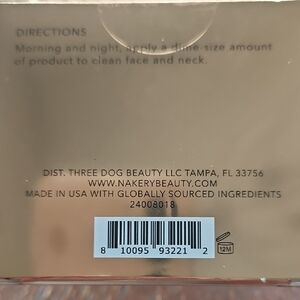 DIRECTIONS
Morning and night, apply a dime-size amount
of product to clean face and neck.
DIST. THREE DOG BEAUTY LLC TAMPA, FL 33756
WWW.NAKERYBEAUTY.COM
MADE IN USA WITH GLOBALLY SOURCED INGREDIENTS
24008018
8 10095 93221 2
12M